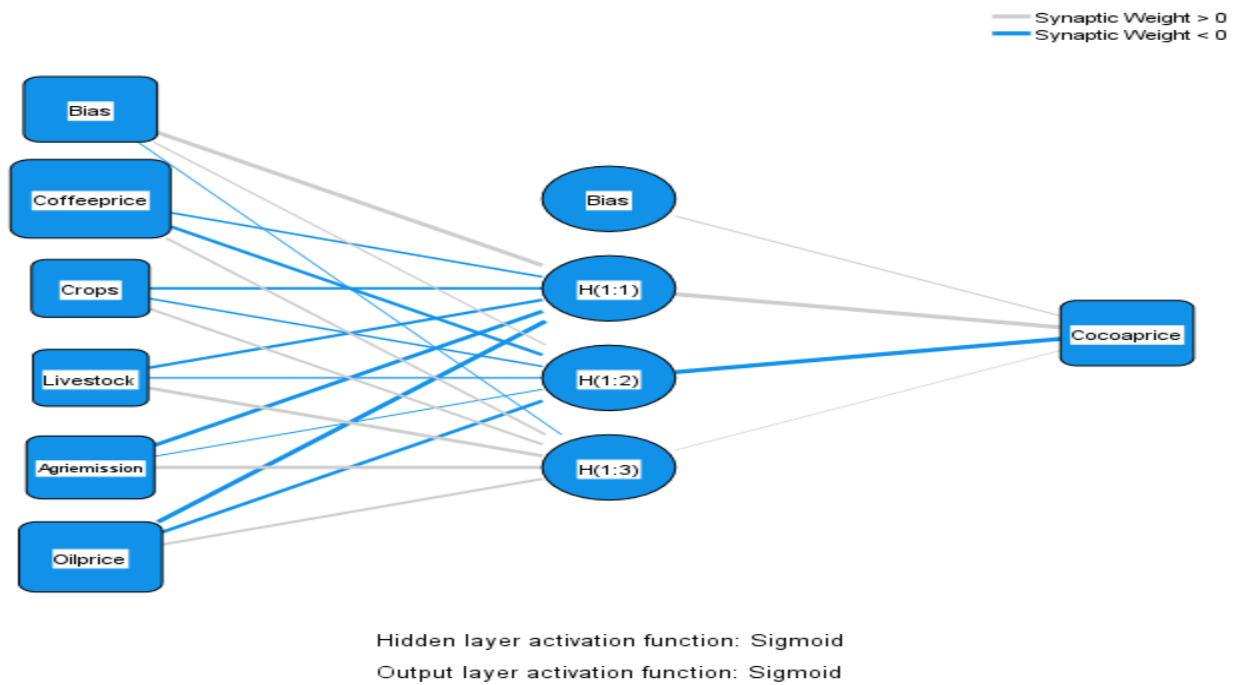 Synaptic Weight > 0
Synaptic Weight < 0
Bias
Coffeeprice
Crops
Livestock
Agriemission
Oilprice
Bias
H(1:1)
H(1:2)
H(1:3)
Cocoaprice
Hidden layer activation function: Sigmoid
Output layer activation function: Sigmoid